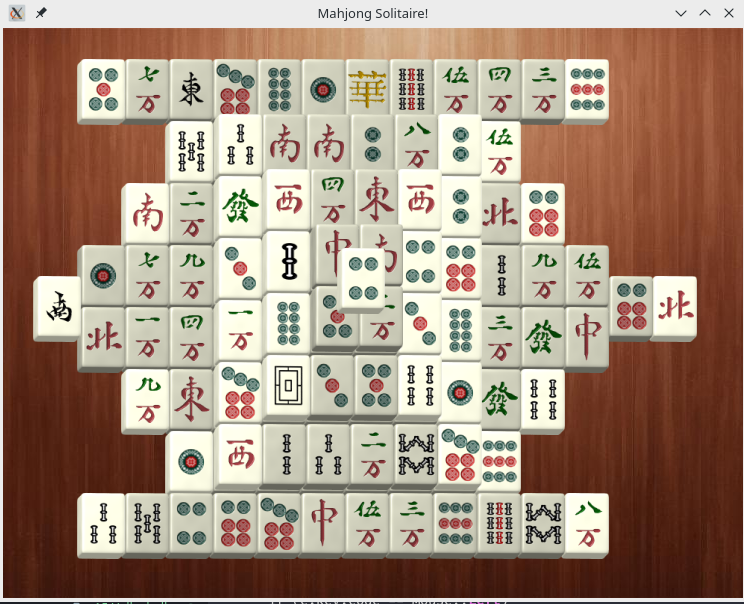 Mahjong Solitaire!
七万 東 華 伍万 四万 三万
南 南 八万 伍万
南 二万 發 西 四万 東 西 北
七万 九万 中 南 九万 伍万
南 北
北 一万 四万 一万 万 三万 發 中
九万 東 發
西 二万
中 伍万 三万 八万